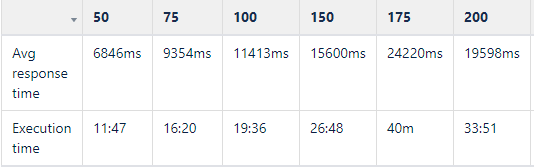 50 75 100 150 175 200
Avg response time 6846ms 9354ms 11413ms 15600ms 24220ms 19598ms
Execution time 11:47 16:20 19:36 26:48 40m 33:51